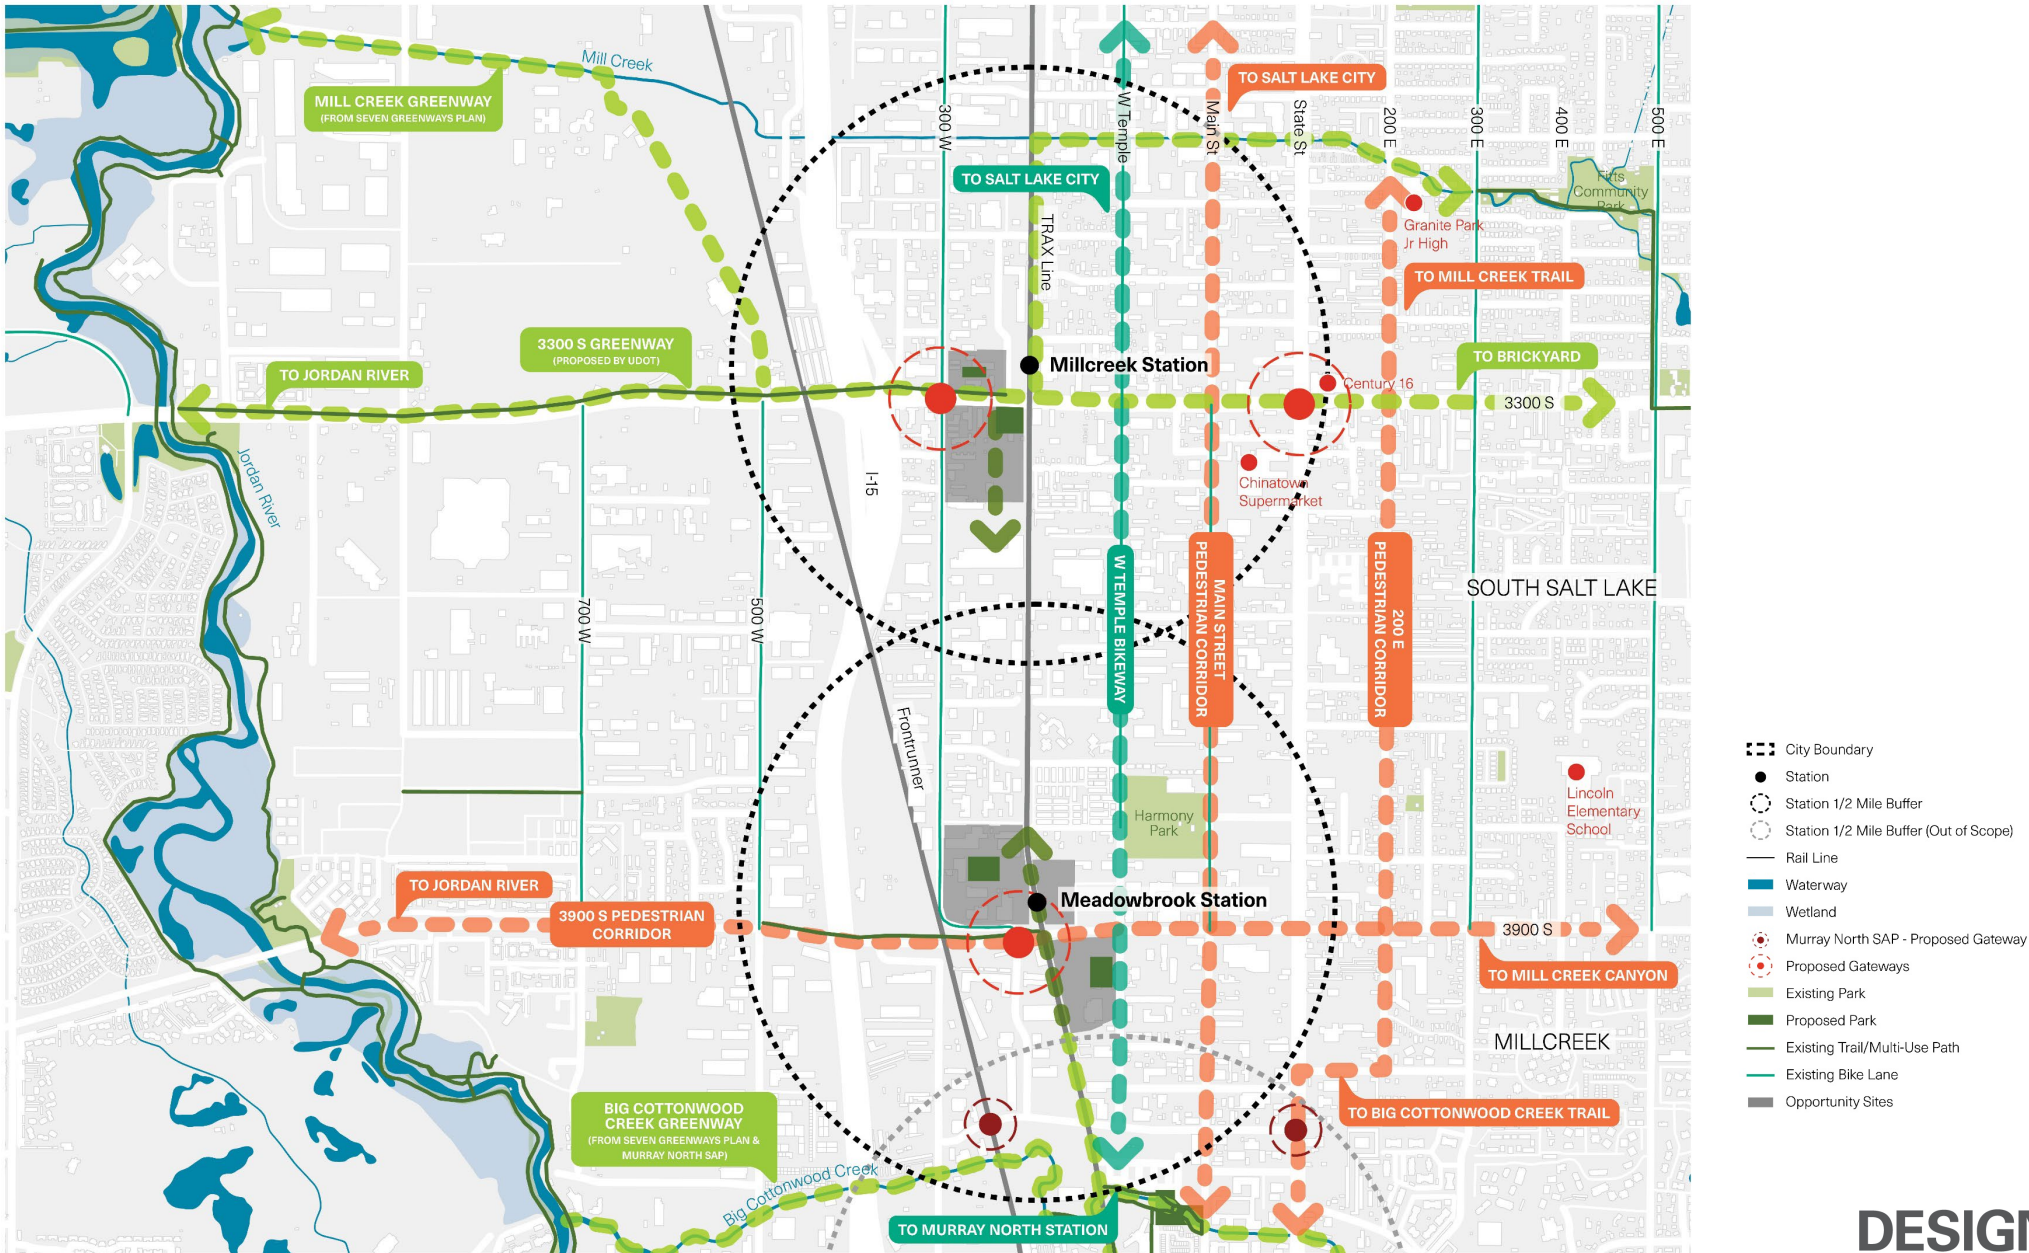 Mill Creek
MILL CREEK GREENWAY
(FROM SEVEN GREENWAYS PLAN)
TO SALT LAKE CITY
300 W
W Temple
Main St
State St
200 E
300 E
400 E
500 E
TO SALT LAKE CITY
Fitts
Community
Park
Granite Park
Jr High
TRAX Line
TO MILL CREEK TRAIL
3300 S GREENWAY
(PROPOSED BY UDOT)
TO JORDAN RIVER
Millcreek Station
TO BRICKYARD
Century 16
3300 S
Jordan River
I-15
Chinatown
Supermarket
W TEMPLE BIKEWAY
MAIN STREET
PEDESTRIAN CORRIDOR
200 E
PEDESTRIAN CORRIDOR
SOUTH SALT LAKE
700 W
500 W
Frontrunner
Harmony
Park
Lincoln
Elementary
School
TO JORDAN RIVER
3900 S PEDESTRIAN
CORRIDOR
Meadowbrook Station
3900 S
TO MILL CREEK CANYON
MILLCREEK
BIG COTTONWOOD
CREEK GREENWAY
(FROM SEVEN GREENWAYS PLAN &
MURRAY NORTH SAP)
TO BIG COTTONWOOD CREEK TRAIL
Big Cottonwood Creek
TO MURRAY NORTH STATION
City Boundary
Station
Station 1/2 Mile Buffer
Station 1/2 Mile Buffer (Out of Scope)
Rail Line
Waterway
Wetland
Murray North SAP - Proposed Gateway
Proposed Gateways
Existing Park
Proposed Park
Existing Trail/Multi-Use Path
Existing Bike Lane
Opportunity Sites
DESIGN